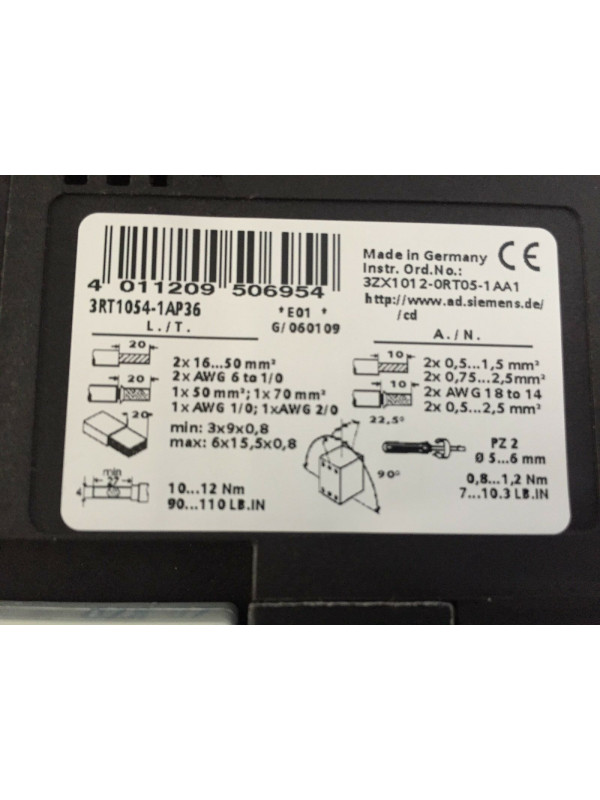 4 011209 506954
3RT1054-1AP36
* E01 *
G/060109
L./T.
Made in Germany CE
Instr. Ord.No.:
3ZX1012-0RT05-1AA1
http://www.ad.siemens.de/
/cd
A./N.
20
2x 16...50 mm²
2x AWG 6 to 1/0
20
1x 50 mm²; 1x 70 mm²
1x AWG 1/0; 1xAWG 2/0
20
min: 3x9x0,8
max: 6x15,5x0,8
min
27
4
10...12 Nm
90...110 LB.IN
10
2x 0,5...1,5 mm²
2x 0,75...2,5 mm²
10
2x AWG 18 to 14
2x 0,5...2,5 mm²
22,5°
90°
PZ 2
Ø 5...6 mm
0,8...1,2 Nm
7...10.3 LB.IN